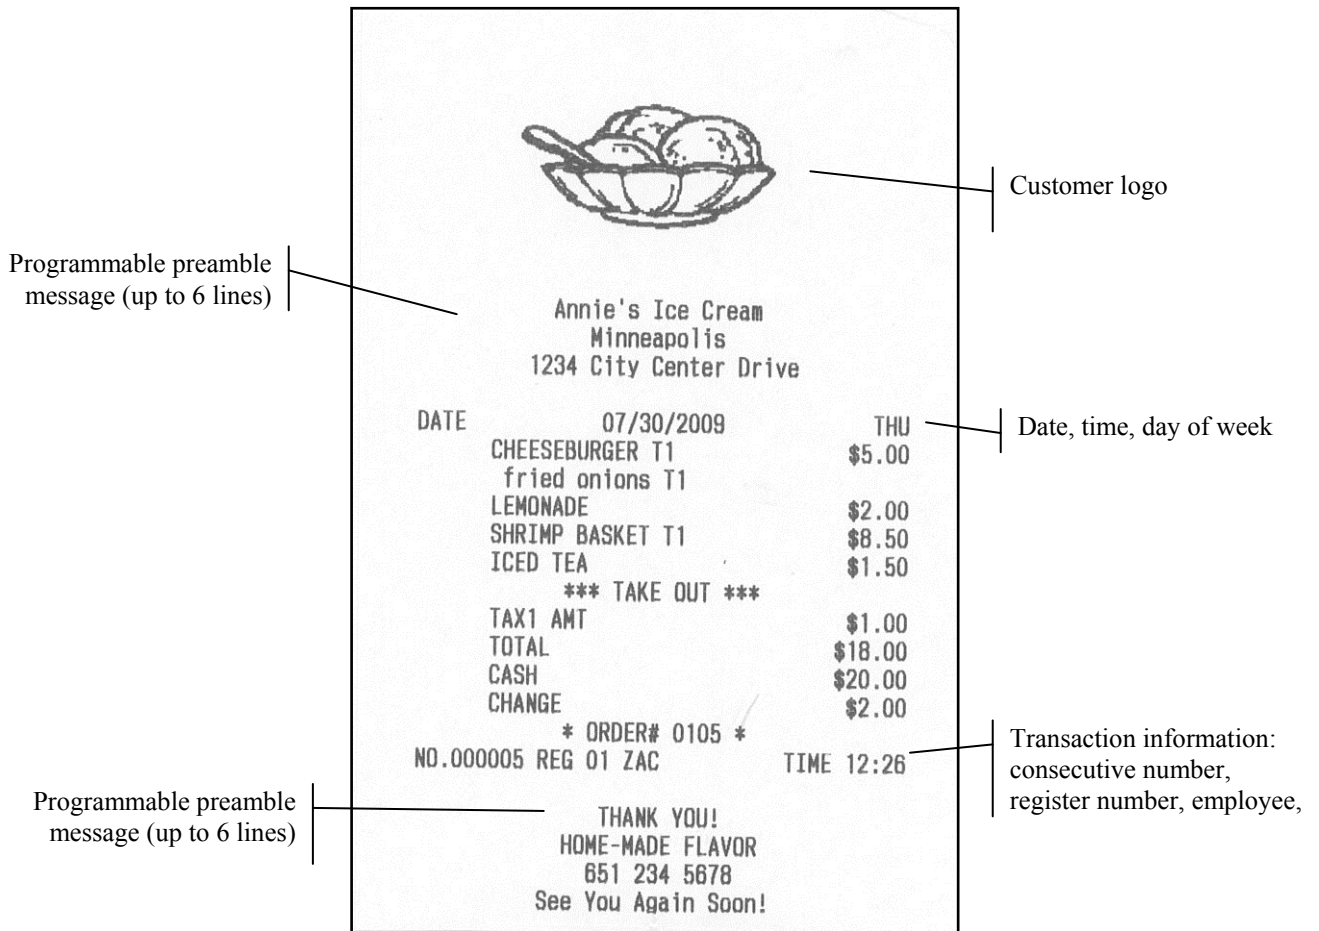 Customer logo
Programmable preamble
message (up to 6 lines)
Annie's Ice Cream
Minneapolis
1234 City Center Drive
DATE 07/30/2009 THU
Date, time, day of week
CHEESEBURGER T1 $5.00
fried onions T1
LEMONADE $2.00
SHRIMP BASKET T1 $8.50
ICED TEA $1.50
*** TAKE OUT ***
TAX1 AMT $1.00
TOTAL $18.00
CASH $20.00
CHANGE $2.00
* ORDER# 0105 *
NO.000005 REG 01 ZAC TIME 12:26
Transaction information:
consecutive number,
register number, employee,
Programmable preamble
message (up to 6 lines)
THANK YOU!
HOME-MADE FLAVOR
651 234 5678
See You Again Soon!